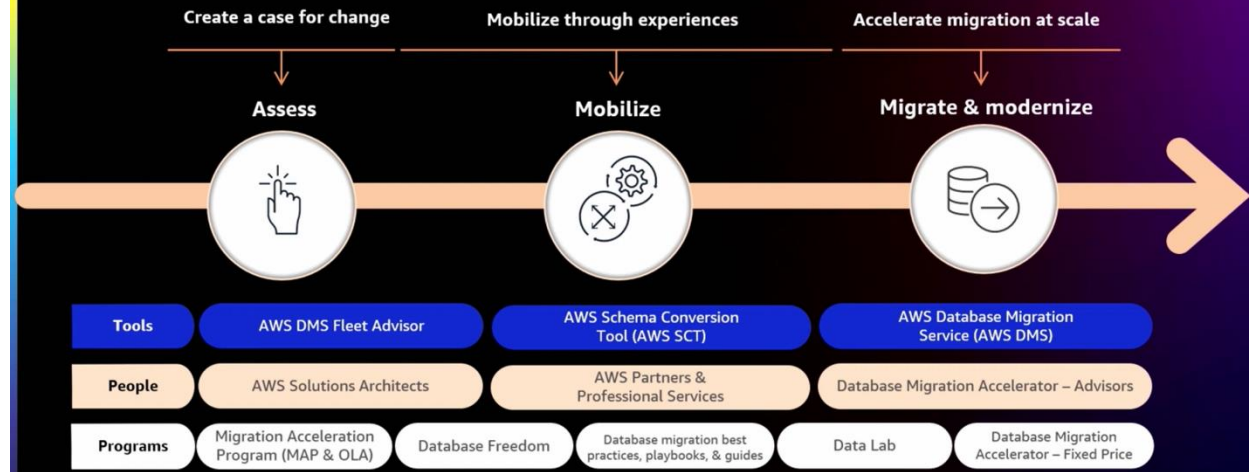 Create a case for change
Mobilize through experiences
Accelerate migration at scale
Assess
Mobilize
Migrate & modernize
Tools
AWS DMS Fleet Advisor
AWS Schema Conversion
Tool (AWS SCT)
AWS Database Migration
Service (AWS DMS)
People
AWS Solutions Architects
AWS Partners &
Professional Services
Database Migration Accelerator – Advisors
Programs
Migration Acceleration
Program (MAP & OLA)
Database Freedom
Database migration best
practices, playbooks, & guides
Data Lab
Database Migration
Accelerator – Fixed Price